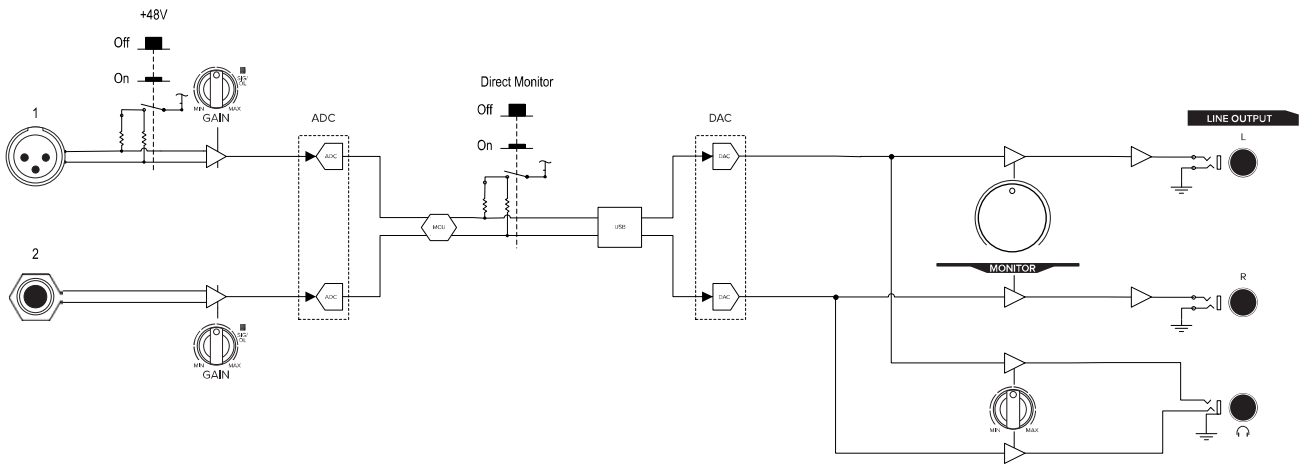 +48V
Off
On
1
SIG/
OL
MIN
MAX
GAIN
ADC
ADC
Direct Monitor
Off
On
MCU
USB
DAC
DAC
LINE OUTPUT
L
MONITOR
2
ADC
SIG/
OL
MIN
MAX
GAIN
DAC
R
MIN
MAX